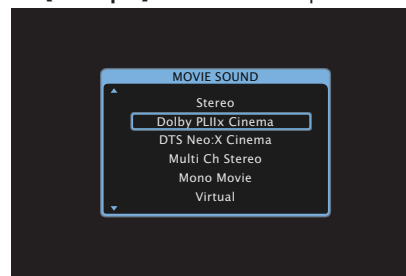 MOVIE SOUND
Stereo
Dolby PLIIx Cinema
DTS Neo:X Cinema
Multi Ch Stereo
Mono Movie
Virtual